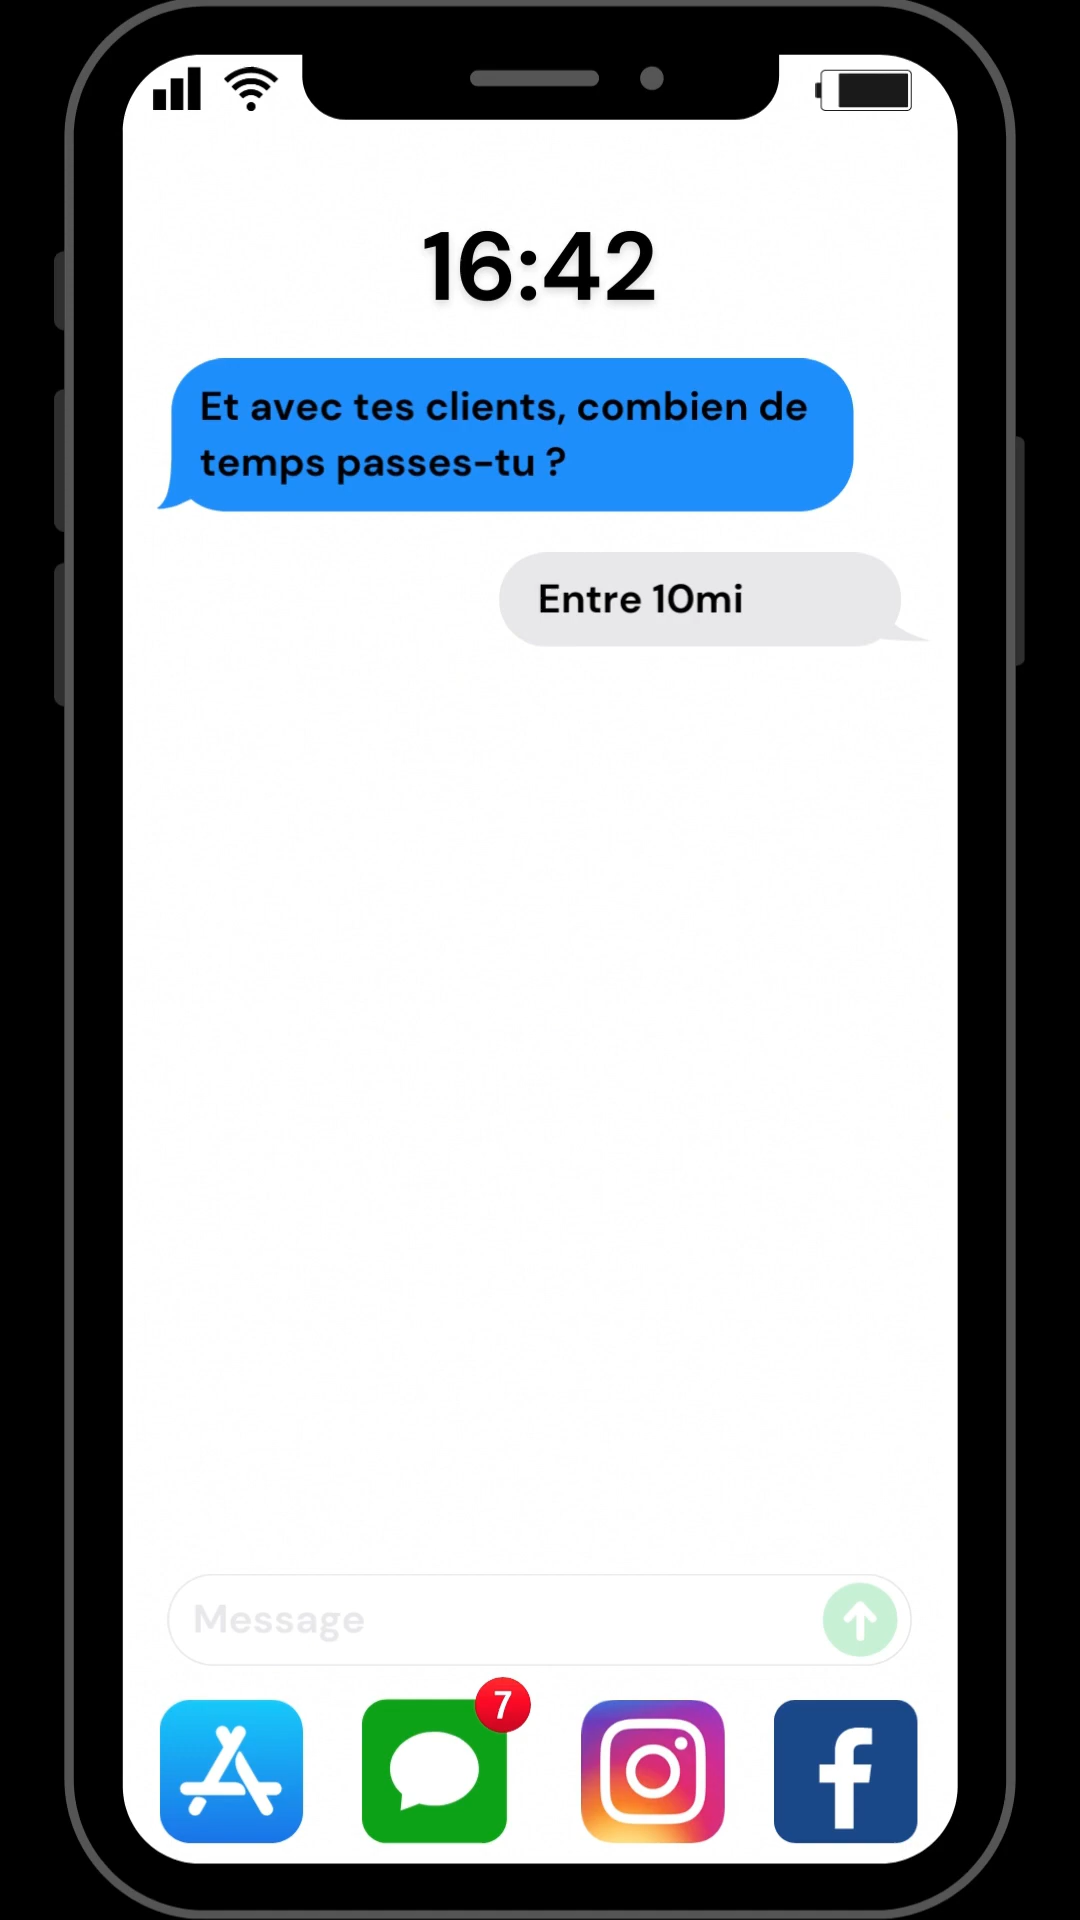 16:42
Et avec tes clients, combien de
temps passes-tu ?
Entre 10mi
Message
7